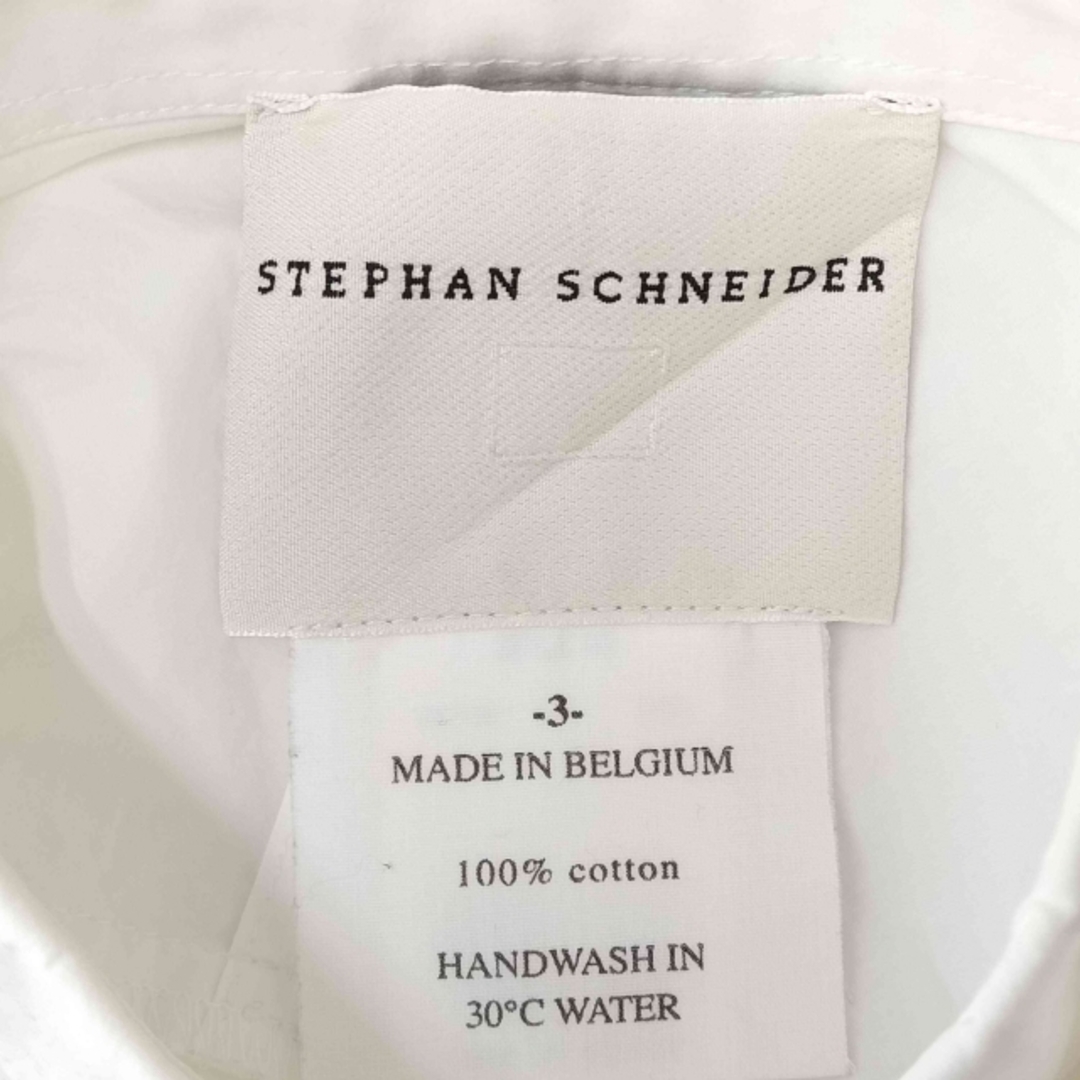 STEPHAN SCHNEIDER
-3-
MADE IN BELGIUM
100% cotton
HANDWASH IN
30°C WATER